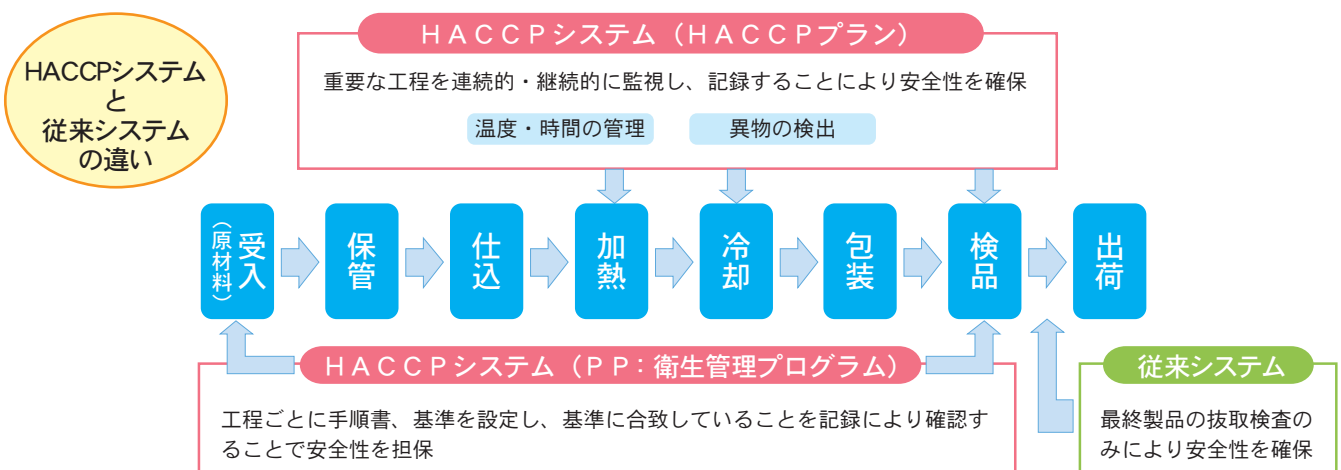 HACCPシステム
と
従来システム
の違い
HACCPシステム（HACCPプラン）
重要な工程を連続的・継続的に監視し、記録することにより安全性を確保
温度・時間の管理
異物の検出
受入
（原材料）
保管
仕込
加熱
冷却
包装
検品
出荷
HACCPシステム（PP：衛生管理プログラム）
工程ごとに手順書、基準を設定し、基準に合致していることを記録により確認す
ることで安全性を担保
従来システム
最終製品の抜取検査の
みにより安全性を確保